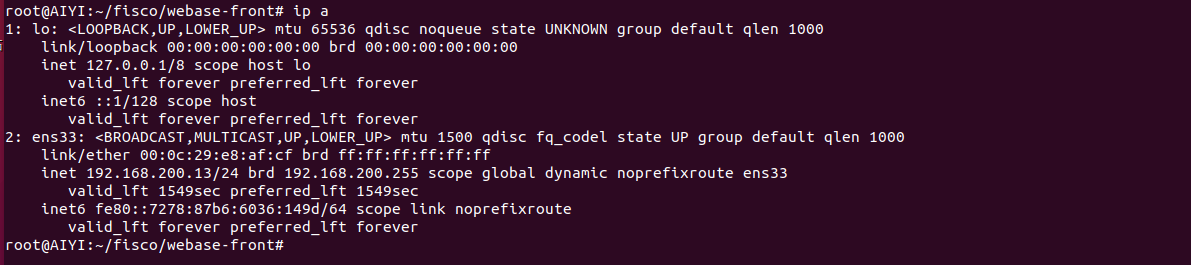 root@AIYI:~/fisco/webase-front# ip a
1: lo: <LOOPBACK,UP,LOWER_UP> mtu 65536 qdisc noqueue state UNKNOWN group default qlen 1000
    link/loopback 00:00:00:00:00:00 brd 00:00:00:00:00:00
    inet 127.0.0.1/8 scope host lo
       valid_lft forever preferred_lft forever
    inet6 ::1/128 scope host
       valid_lft forever preferred_lft forever
2: ens33: <BROADCAST,MULTICAST,UP,LOWER_UP> mtu 1500 qdisc fq_codel state UP group default qlen 1000
    link/ether 00:0c:29:e8:af:cf brd ff:ff:ff:ff:ff:ff
    inet 192.168.200.13/24 brd 192.168.200.255 scope global dynamic noprefixroute ens33
       valid_lft 1549sec preferred_lft 1549sec
    inet6 fe80::7278:87b6:6036:149d/64 scope link noprefixroute
       valid_lft forever preferred_lft forever
root@AIYI:~/fisco/webase-front#